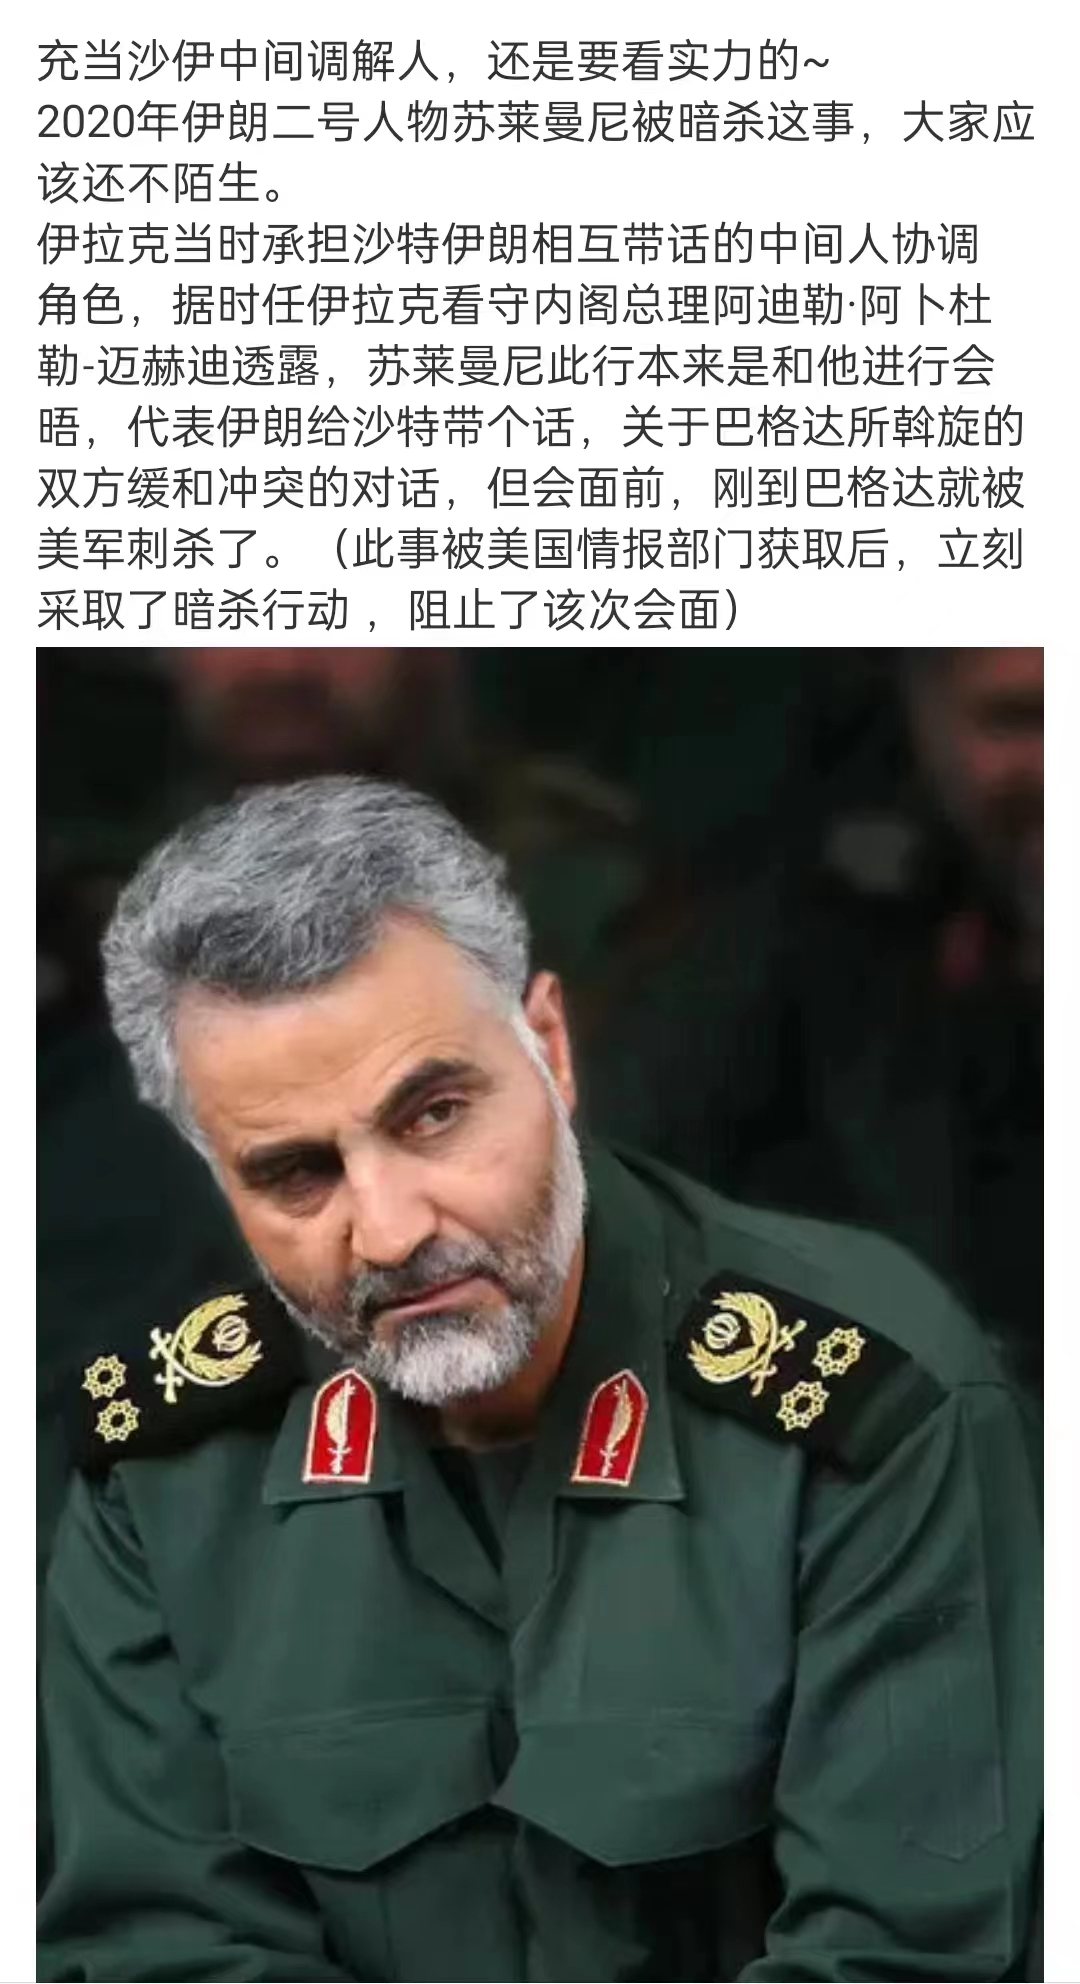 充当沙伊中间调解人，还是要看实力的~
2020年伊朗二号人物苏莱曼尼被暗杀这事，大家应
该还不陌生。
伊拉克当时承担沙特伊朗相互带话的中间人协调
角色，据时任伊拉克看守内阁总理阿迪勒·阿卜杜
勒-迈赫迪透露，苏莱曼尼此行本来是和他进行会
晤，代表伊朗给沙特带个话，关于巴格达所斡旋的
双方缓和冲突的对话，但会面前，刚到巴格达就被
美军刺杀了。（此事被美国情报部门获取后，立刻
采取了暗杀行动 ，阻止了该次会面）